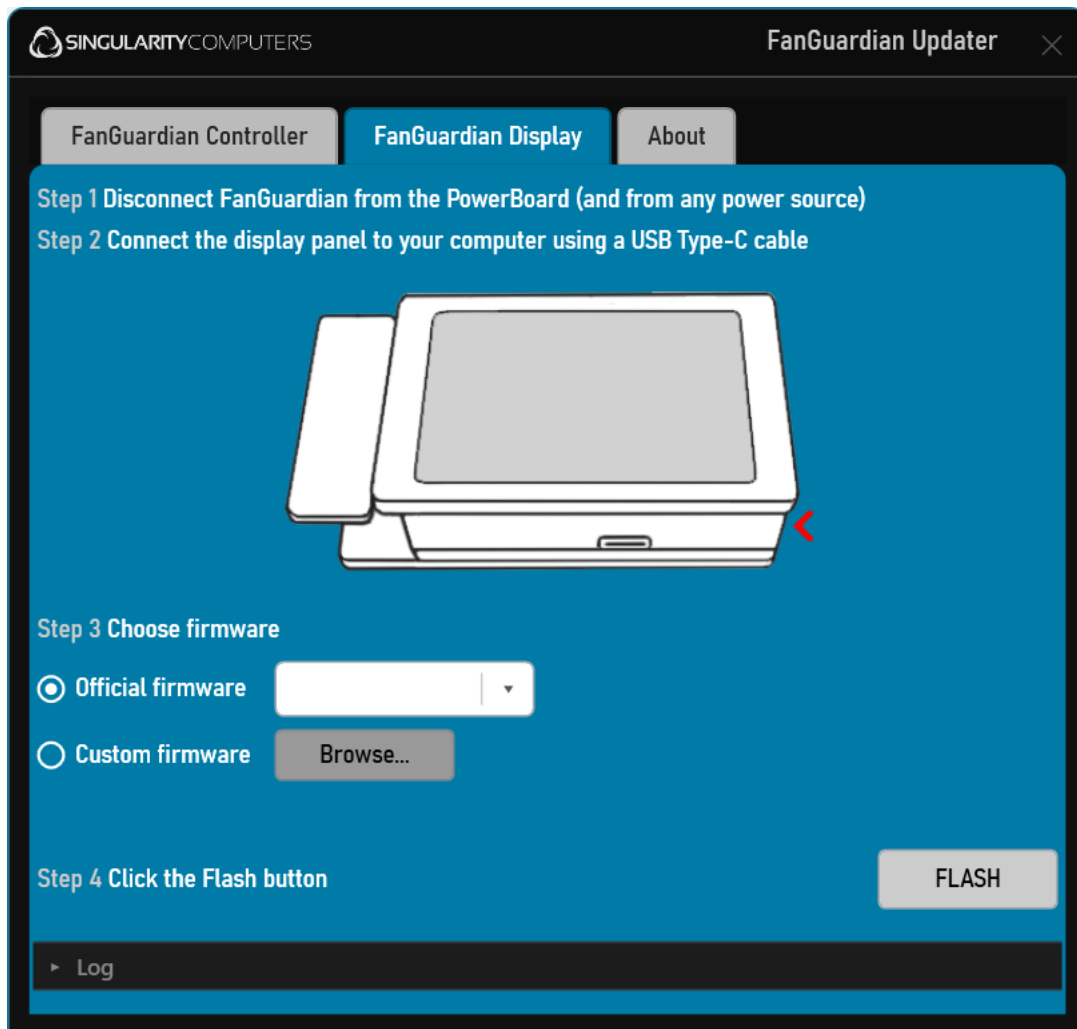 SINGULARITYCOMPUTERS
FanGuardian Updater
FanGuardian Controller
FanGuardian Display
About
Step 1 Disconnect FanGuardian from the PowerBoard (and from any power source)
Step 2 Connect the display panel to your computer using a USB Type-C cable
Step 3 Choose firmware
Official firmware
Custom firmware
Browse...
Step 4 Click the Flash button
FLASH
Log